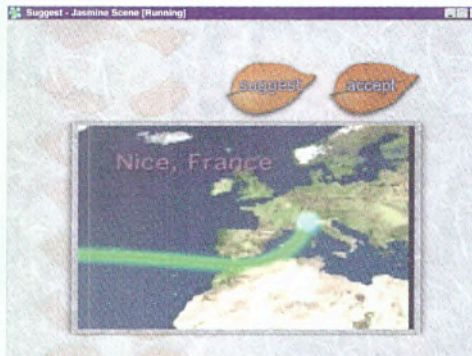 Suggest - Jasmine Scene [Running]
suggest accept
Nice, France